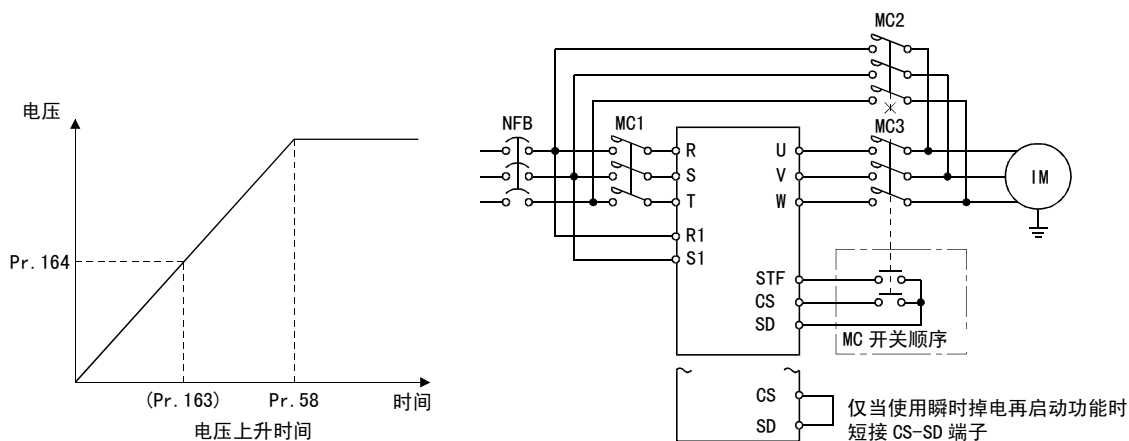 电压
Pr.164
(Pr.163)
Pr.58
时间
电压上升时间
MC2
NFB
MC1
MC3
R
S
T
R1
S1
U
V
W
IM
STF
CS
SD
MC 开关顺序
CS
SD
仅当使用瞬时掉电再启动功能时
短接 CS-SD 端子